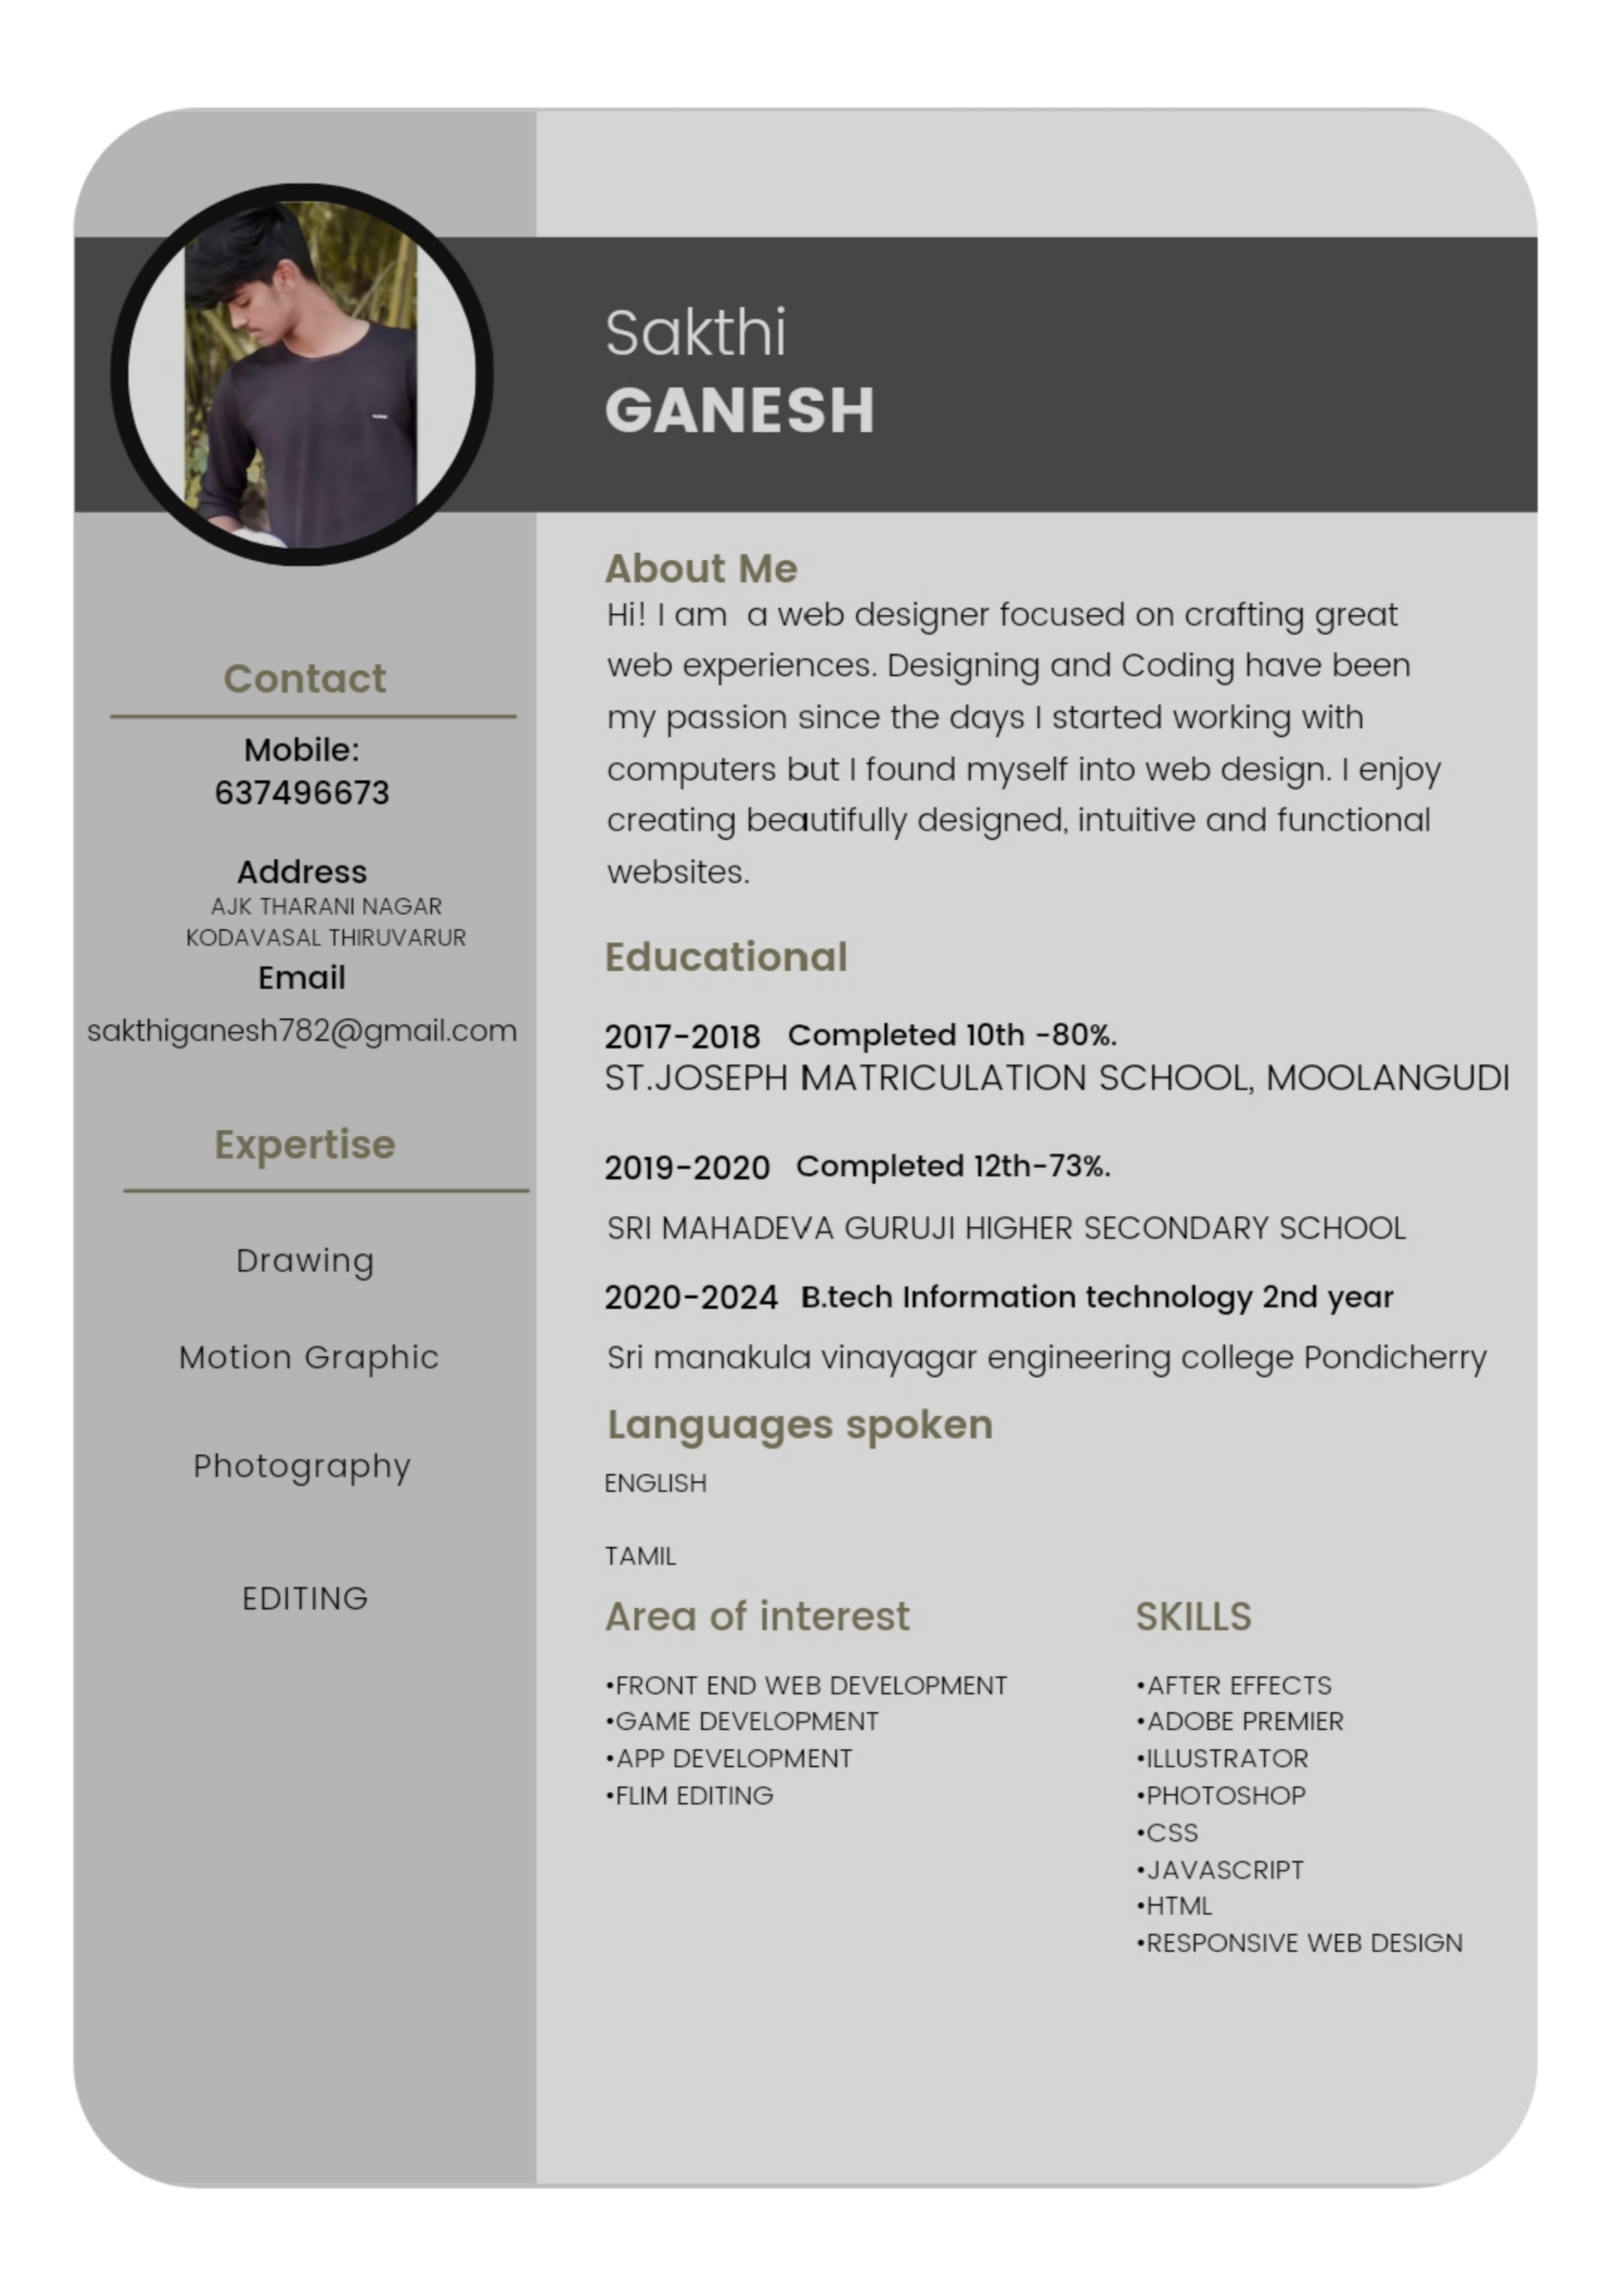 Sakthi
GANESH
Contact
Mobile:
637496673
Address
AJK THARANI NAGAR
KODAVASAL THIRUVARUR
Email
sakthiganesh782@gmail.com
Expertise
Drawing
Motion Graphic
Photography
EDITING
About Me
Hi! I am  a web designer focused on crafting great
web experiences. Designing and Coding have been
my passion since the days I started working with
computers but I found myself into web design. I enjoy
creating beautifully designed, intuitive and functional
websites.
Educational
2017-2018 Completed 10th -80%.
ST.JOSEPH MATRICULATION SCHOOL, MOOLANGUDI
2019-2020 Completed 12th-73%.
SRI MAHADEVA GURUJI HIGHER SECONDARY SCHOOL
2020-2024 B.tech Information technology 2nd year
Sri manakula vinayagar engineering college Pondicherry
Languages spoken
ENGLISH
TAMIL
Area of interest
•FRONT END WEB DEVELOPMENT
•GAME DEVELOPMENT
•APP DEVELOPMENT
•FLIM EDITING
SKILLS
•AFTER EFFECTS
•ADOBE PREMIER
•ILLUSTRATOR
•PHOTOSHOP
•CSS
•JAVASCRIPT
•HTML
•RESPONSIVE WEB DESIGN